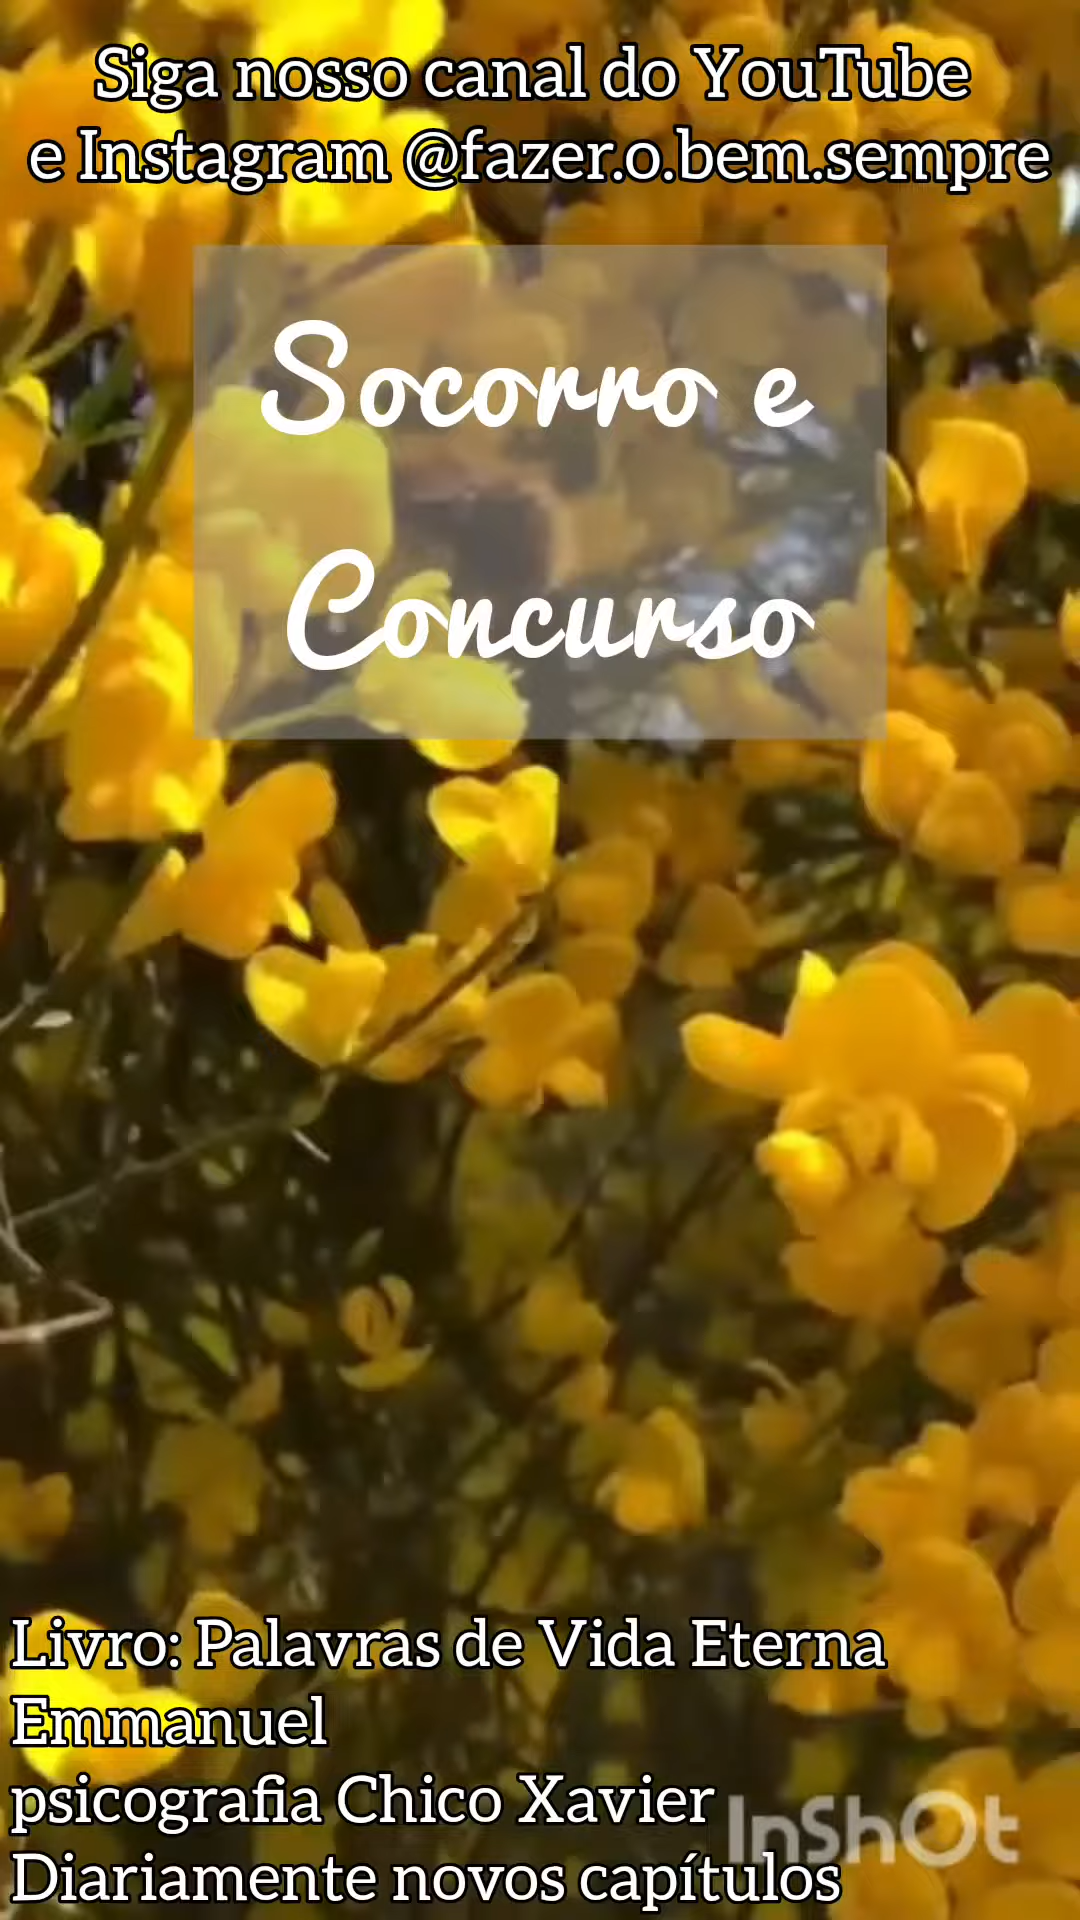 Siga nosso canal do YouTube
e Instagram @fazer.o.bem.sempre
Socorro e
Concurso
Livro: Palavras de Vida Eterna
Emmanuel
psicografia Chico Xavier
Diariamente novos capítulos
InShOt